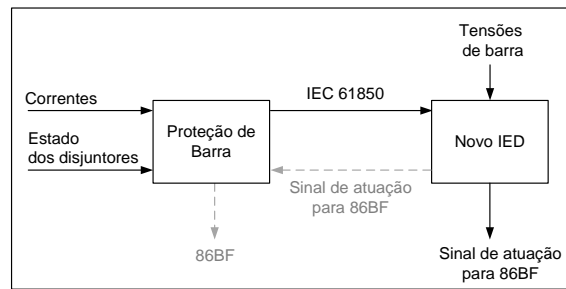 Tensões
de barra
IEC 61850
Correntes
Estado
dos disjuntores
Proteção de
Barra
Novo IED
Sinal de atuação
para 86BF
86BF
Sinal de atuação
para 86BF